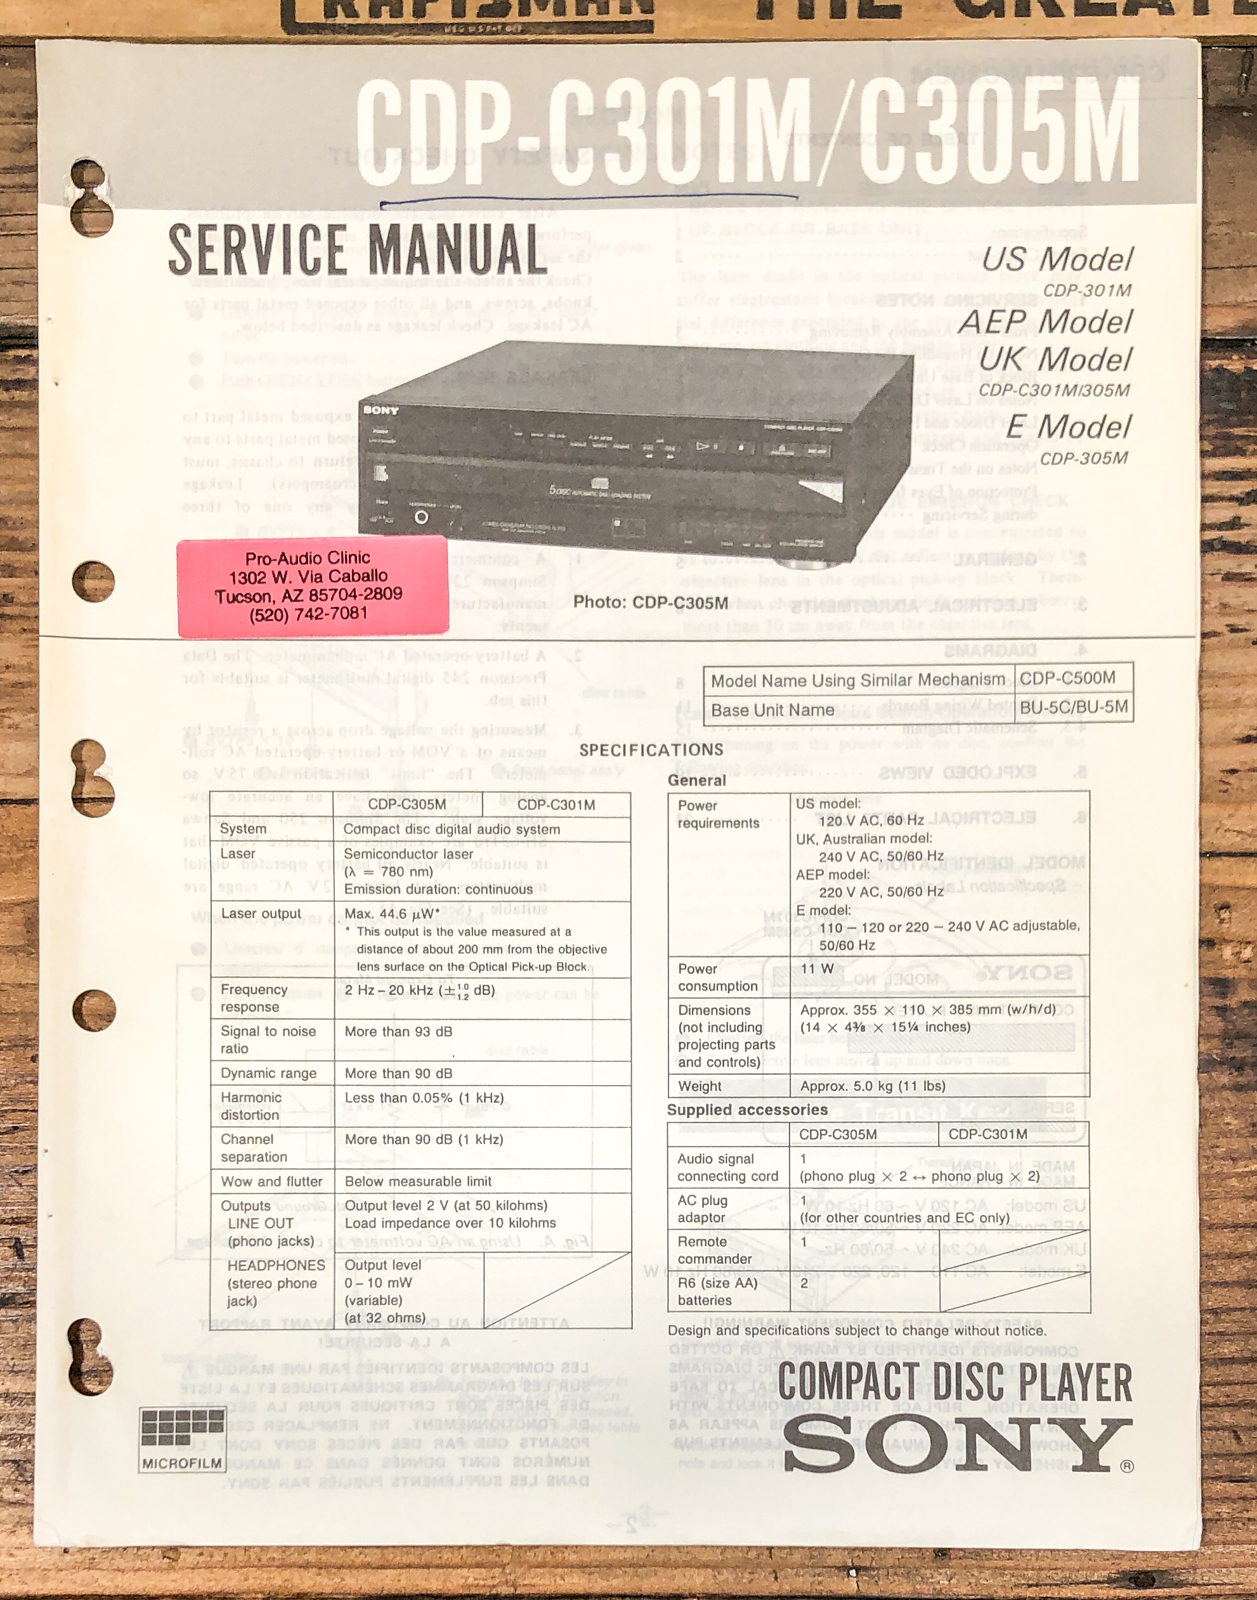 CRAFTSMAN THE GREATE
CDP-C301M/C305M
SERVICE MANUAL
US Model
CDP-301M
AEP Model
UK Model
CDP-C301M/305M
E Model
CDP-305M
SONY
5 DISC AUTOMATIC DISC LOADING SYSTEM
Pro-Audio Clinic
1302 W. Via Caballo
Tucson, AZ 85704-2809
(520) 742-7081
Photo: CDP-C305M
Model Name Using Similar Mechanism CDP-C500M
Base Unit Name BU-5C/BU-5M
SPECIFICATIONS
CDP-C305M CDP-C301M
System Compact disc digital audio system
Laser Semiconductor laser
(λ = 780 nm)
Emission duration: continuous
Laser output Max. 44.6 μW*
* This output is the value measured at a
distance of about 200 mm from the objective
lens surface on the Optical Pick-up Block.
Frequency response 2 Hz – 20 kHz (±1.0 1.2 dB)
Signal to noise ratio More than 93 dB
Dynamic range More than 90 dB
Harmonic distortion Less than 0.05% (1 kHz)
Channel separation More than 90 dB (1 kHz)
Wow and flutter Below measurable limit
Outputs Output level 2 V (at 50 kilohms)
LINE OUT Load impedance over 10 kilohms
(phono jacks)
HEADPHONES Output level
(stereo phone 0 – 10 mW
jack) (variable)
(at 32 ohms)
General
Power requirements US model:
120 V AC, 60 Hz
UK, Australian model:
240 V AC, 50/60 Hz
AEP model:
220 V AC, 50/60 Hz
E model:
110 – 120 or 220 – 240 V AC adjustable,
50/60 Hz
Power consumption 11 W
Dimensions Approx. 355 × 110 × 385 mm (w/h/d)
(not including (14 × 4⅜ × 15¼ inches)
projecting parts
and controls)
Weight Approx. 5.0 kg (11 lbs)
Supplied accessories
CDP-C305M CDP-C301M
Audio signal 1
connecting cord (phono plug × 2 ↔ phono plug × 2)
AC plug 1
adaptor (for other countries and EC only)
Remote commander 1
R6 (size AA) batteries 2
Design and specifications subject to change without notice.
COMPACT DISC PLAYER
SONY®
MICROFILM